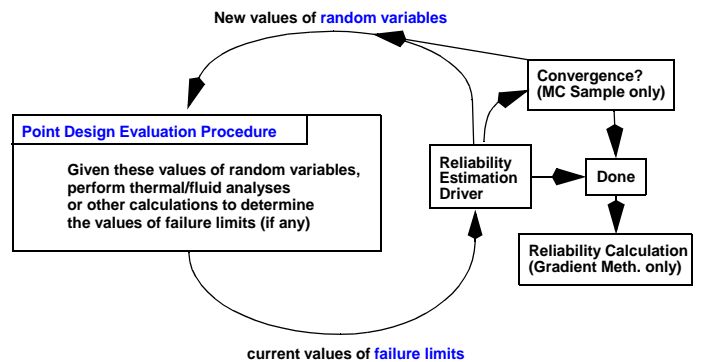 New values of random variables
Convergence?
(MC Sample only)
Point Design Evaluation Procedure
Given these values of random variables,
perform thermal/fluid analyses
or other calculations to determine
the values of failure limits (if any)
Reliability
Estimation
Driver
Done
Reliability Calculation
(Gradient Meth. only)
current values of failure limits